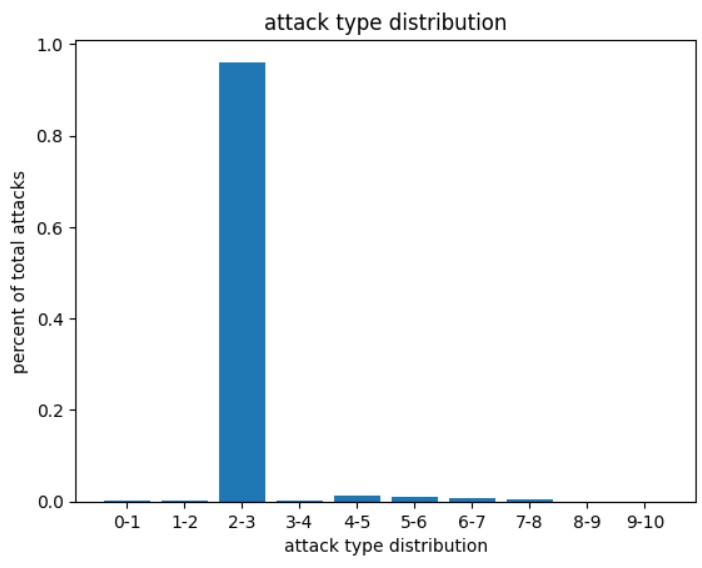 attack type distribution
1.0
0.8
0.6
0.4
0.2
0.0
percent of total attacks
0-1 1-2 2-3 3-4 4-5 5-6 6-7 7-8 8-9 9-10
attack type distribution